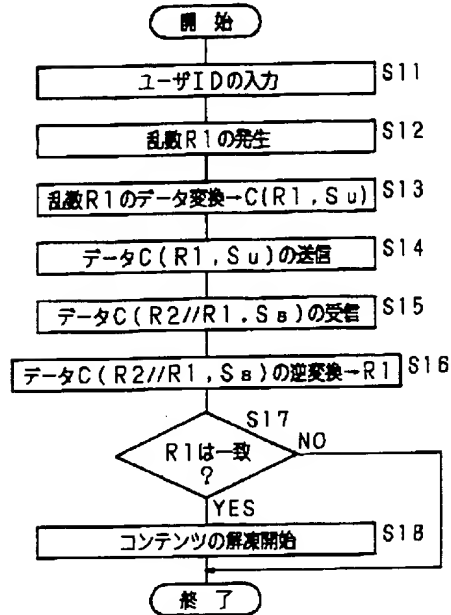 開 始
ユーザIDの入力 S11
乱数R1の発生 S12
乱数R1のデータ変換→C(R1,Su) S13
データC(R1,Su)の送信 S14
データC(R2//R1,Ss)の受信 S15
データC(R2//R1,Ss)の逆変換→R1 S16
S17
R1は一致 NO
?
YES
コンテンツの解凍開始 S18
終 了